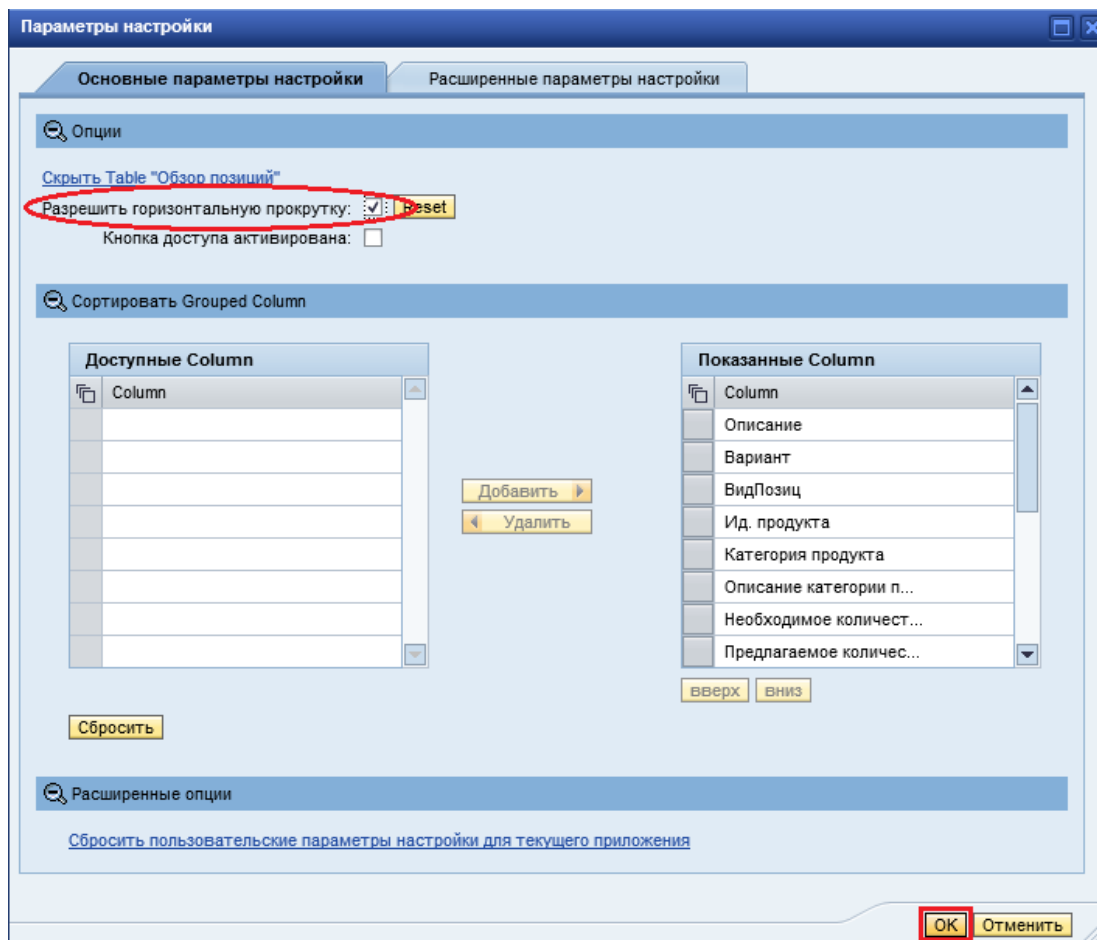 Параметры настройки
Основные параметры настройки
Расширенные параметры настройки
Опции
Скрыть Table "Обзор позиций"
Разрешить горизонтальную прокрутку: Reset
Кнопка доступа активирована:
Сортировать Grouped Column
Доступные Column
Column
Добавить
Удалить
Показанные Column
Column
Описание
Вариант
ВидПозиц
Ид. продукта
Категория продукта
Описание категории п...
Необходимое количест...
Предлагаемое количес...
вверх вниз
Сбросить
Расширенные опции
Сбросить пользовательские параметры настройки для текущего приложения
OK Отменить